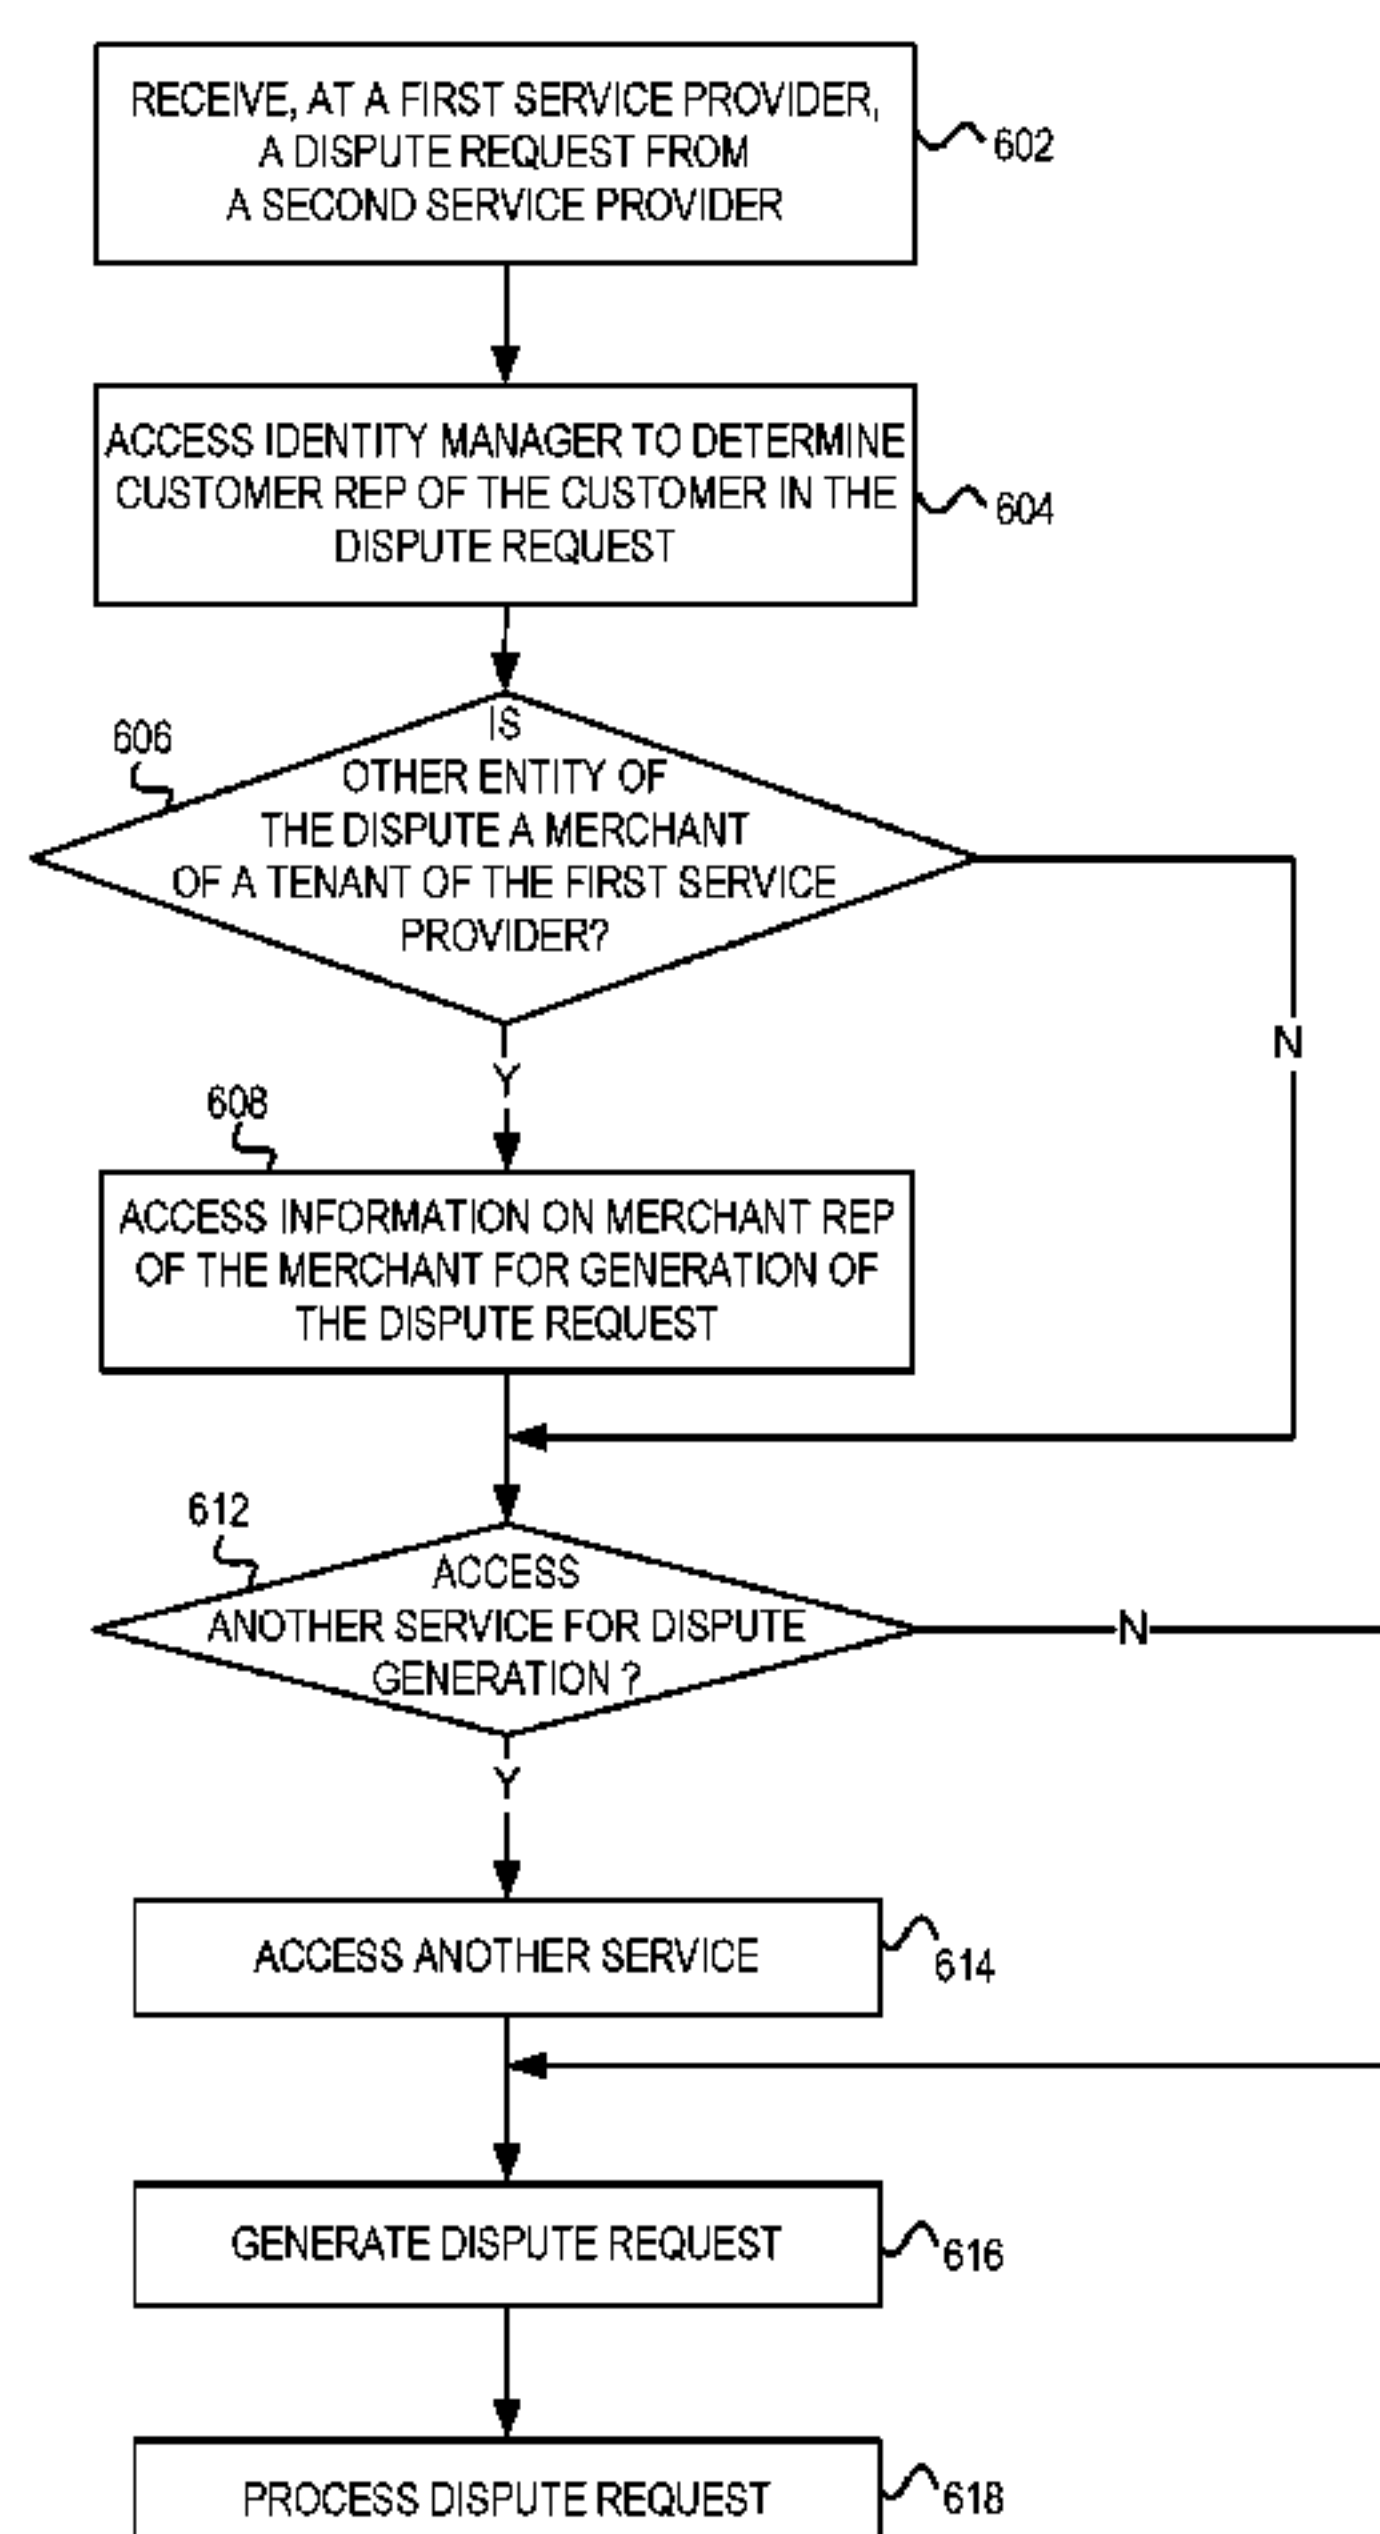 RECEIVE, AT A FIRST SERVICE PROVIDER,
A DISPUTE REQUEST FROM
A SECOND SERVICE PROVIDER
602
ACCESS IDENTITY MANAGER TO DETERMINE
CUSTOMER REP OF THE CUSTOMER IN THE
DISPUTE REQUEST
604
606
IS
OTHER ENTITY OF
THE DISPUTE A MERCHANT
OF A TENANT OF THE FIRST SERVICE
PROVIDER?
N
Y
608
ACCESS INFORMATION ON MERCHANT REP
OF THE MERCHANT FOR GENERATION OF
THE DISPUTE REQUEST
612
ACCESS
ANOTHER SERVICE FOR DISPUTE
GENERATION ?
N
Y
ACCESS ANOTHER SERVICE
614
GENERATE DISPUTE REQUEST
616
PROCESS DISPUTE REQUEST
618